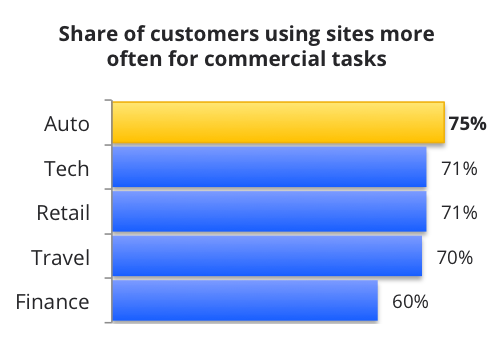 Share of customers using sites more
often for commercial tasks
Auto 75%
Tech 71%
Retail 71%
Travel 70%
Finance 60%